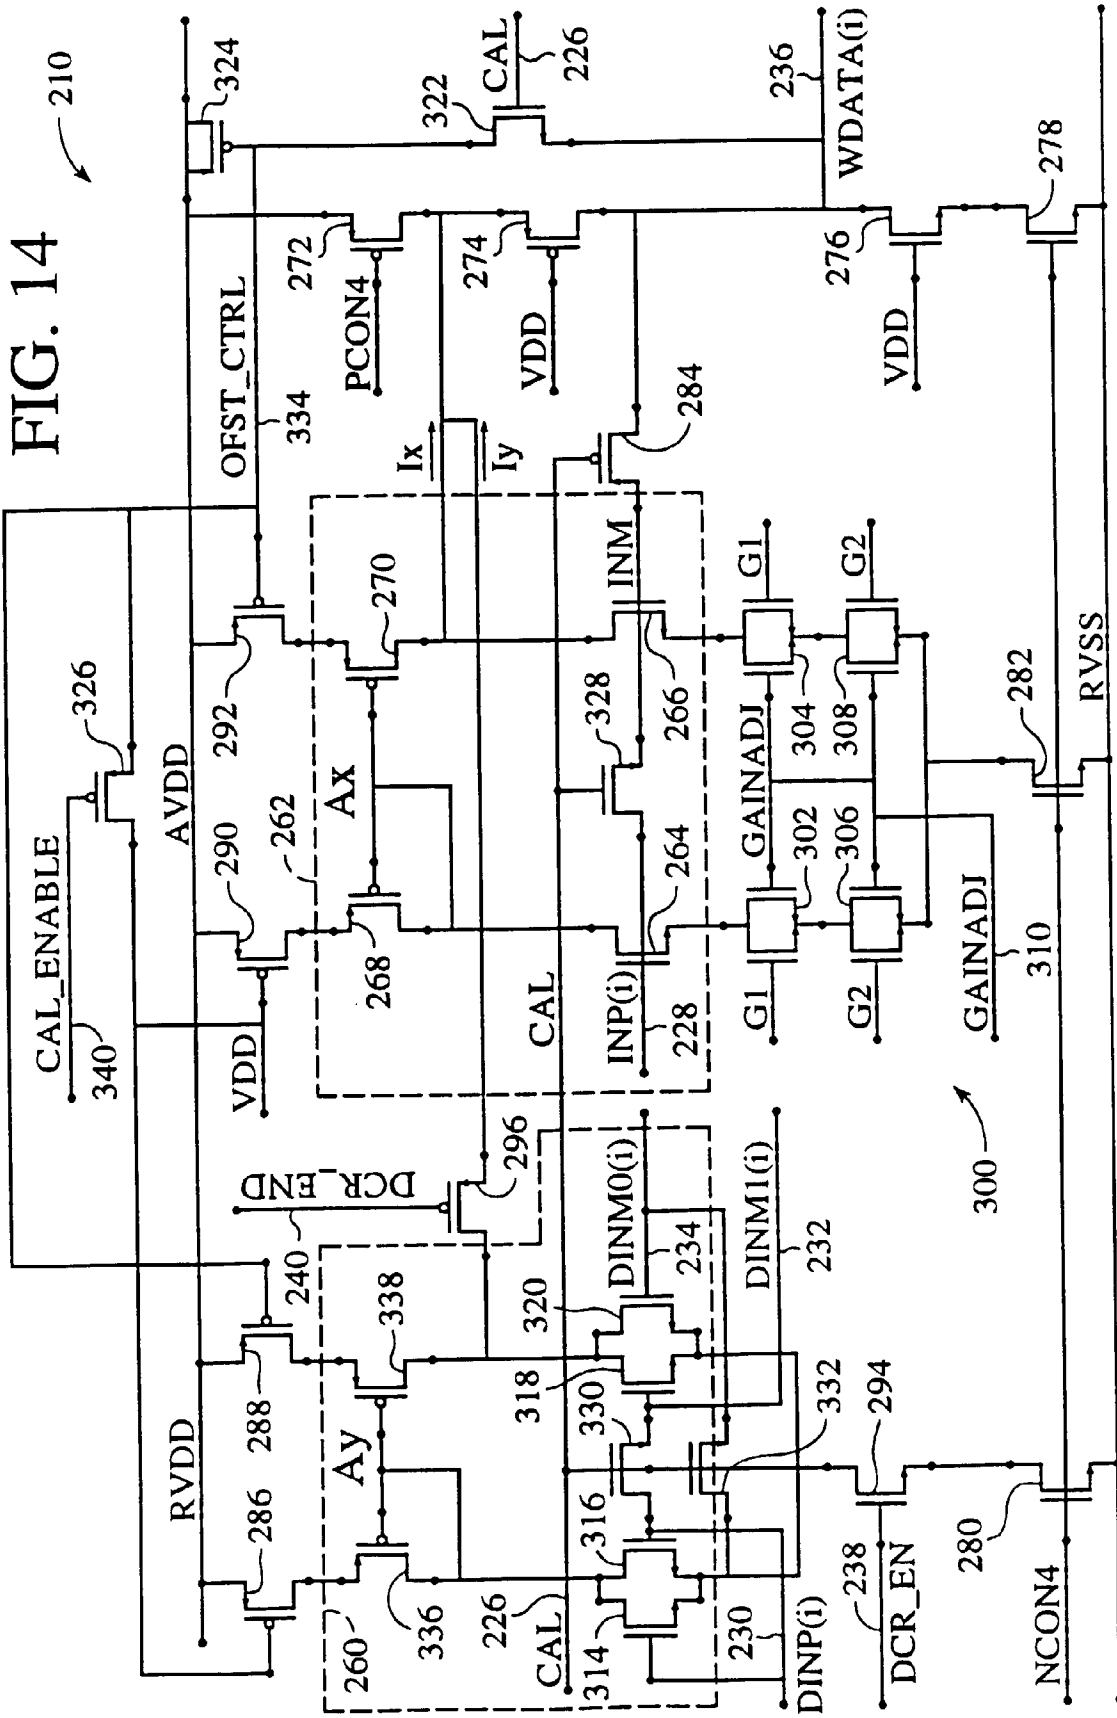 FIG. 14
210
CAL_ENABLE
340
326
OFST_CTRL
334
324
RVDD
AVDD
286
288
290
292
VDD
262
PCON4
272
322
CAL
226
240
DCR_END
Ay
338
336
260
296
Ax
268
270
Ix
Iy
VDD
274
284
226
CAL
CAL
314
316
318
320
330
332
DINM0(i)
234
DINM1(i)
232
230
DINP(i)
INP(i)
228
264
328
266
INM
236
WDATA(i)
276
VDD
278
G1
G1
GAINADJ
302
304
G2
G2
306
308
GAINADJ
310
300
282
RVSS
238
DCR_EN
294
280
NCON4